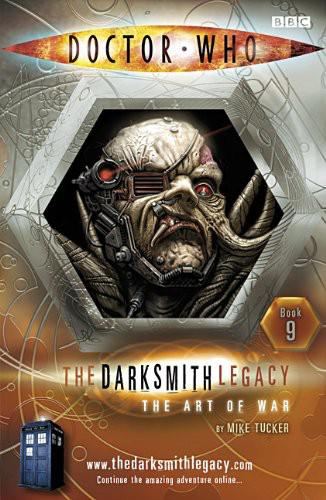 BBC
DOCTOR · WHO
Book
9
THE DARKSMITH LEGACY
THE ART OF WAR
BY MIKE TUCKER
www.thedarksmithlegacy.com
Continue the amazing adventure online...